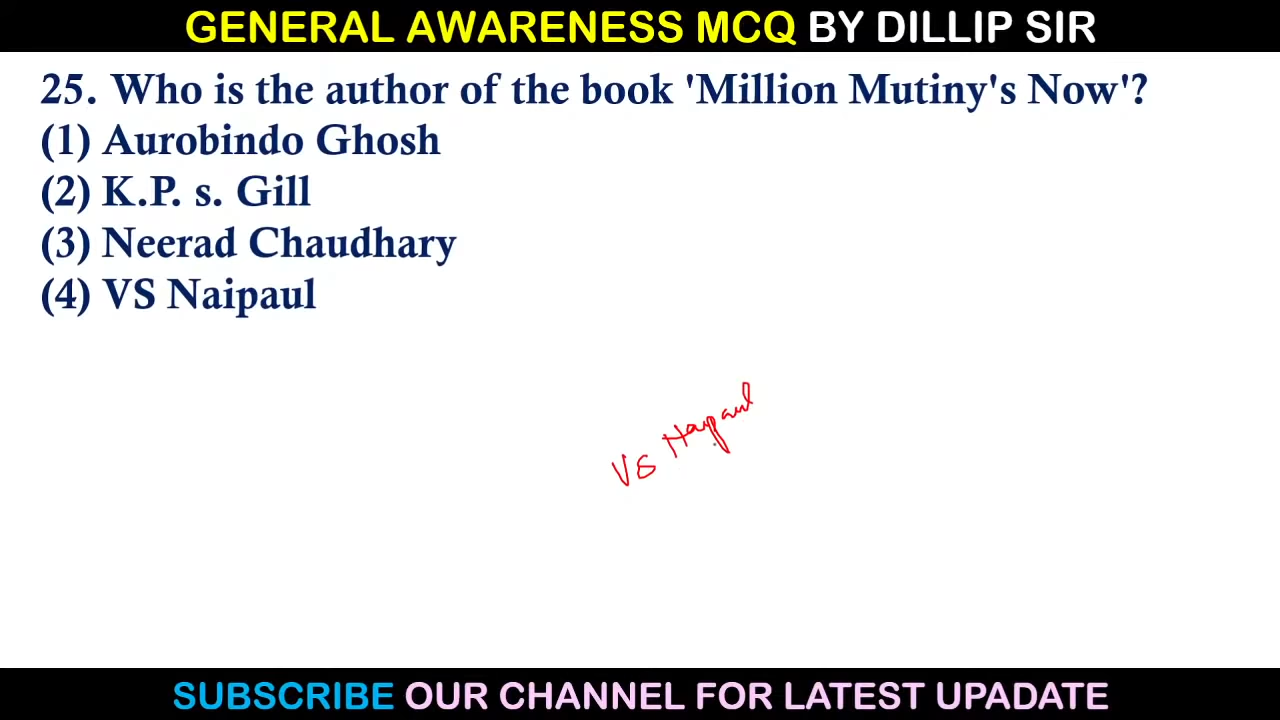 GENERAL AWARENESS MCQ BY DILLIP SIR
25. Who is the author of the book 'Million Mutiny's Now'?
(1) Aurobindo Ghosh
(2) K.P. s. Gill
(3) Neerad Chaudhary
(4) VS Naipaul
VS Naipaul
SUBSCRIBE OUR CHANNEL FOR LATEST UPADATE